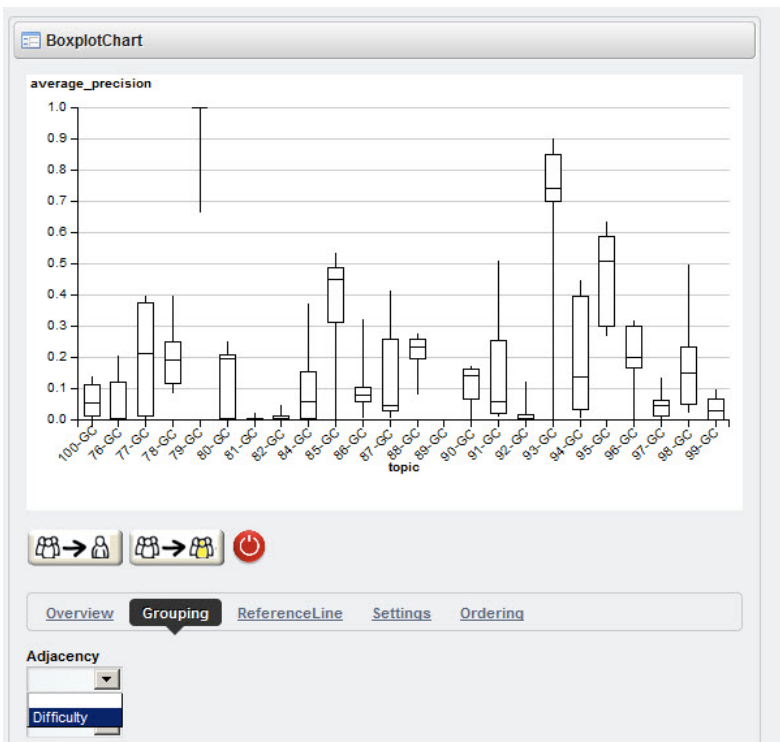 BoxplotChart
average_precision
1.0
0.9
0.8
0.7
0.6
0.5
0.4
0.3
0.2
0.1
0.0
100-GC 76-GC 77-GC 78-GC 79-GC 80-GC 81-GC 82-GC 84-GC 85-GC 86-GC 87-GC 88-GC 89-GC 90-GC 91-GC 92-GC 93-GC 94-GC 95-GC 96-GC 97-GC 98-GC 99-GC
topic
Overview Grouping ReferenceLine Settings Ordering
Adjacency
Difficulty